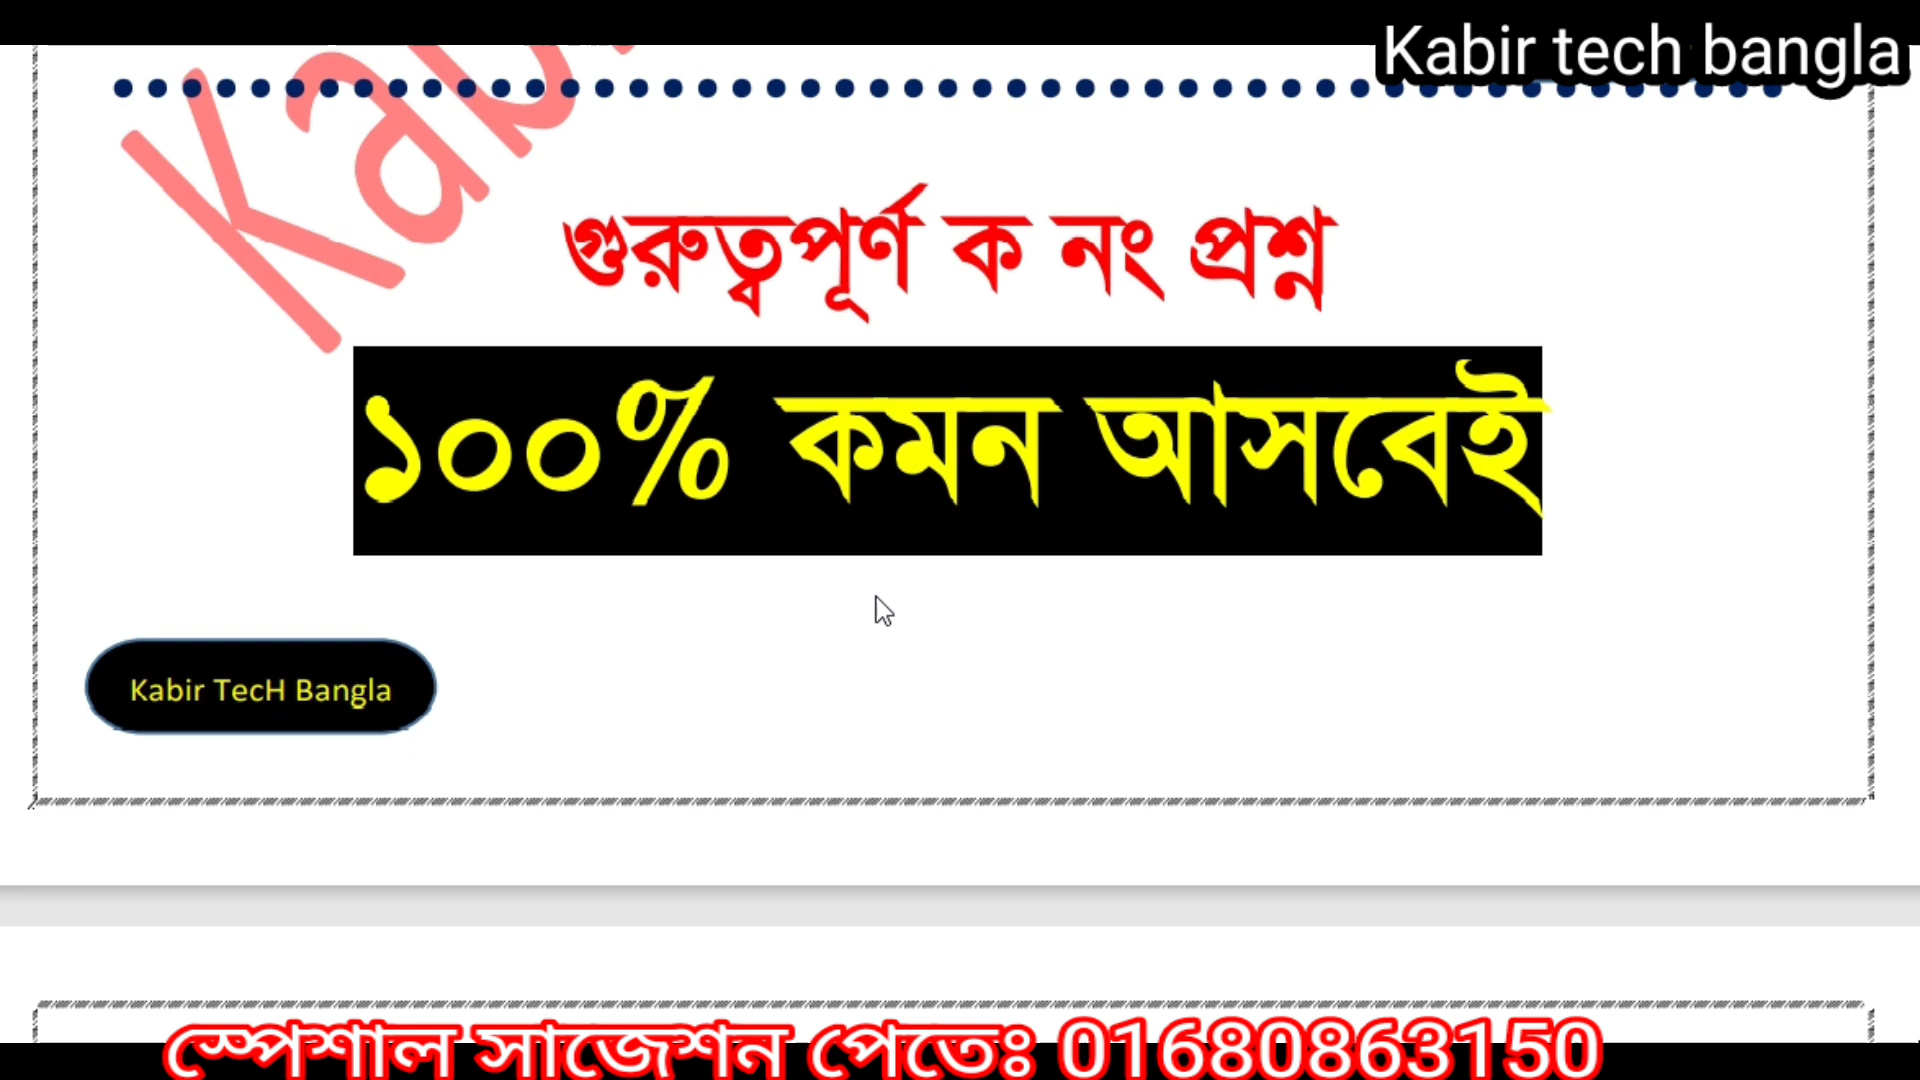 Kabir tech bangla
গুরুত্বপূর্ণ ক নং প্রশ্ন
১০০% কমন আসবেই
Kabir TecH Bangla
স্পেশাল সাজেশন পেতেঃ 01680863150